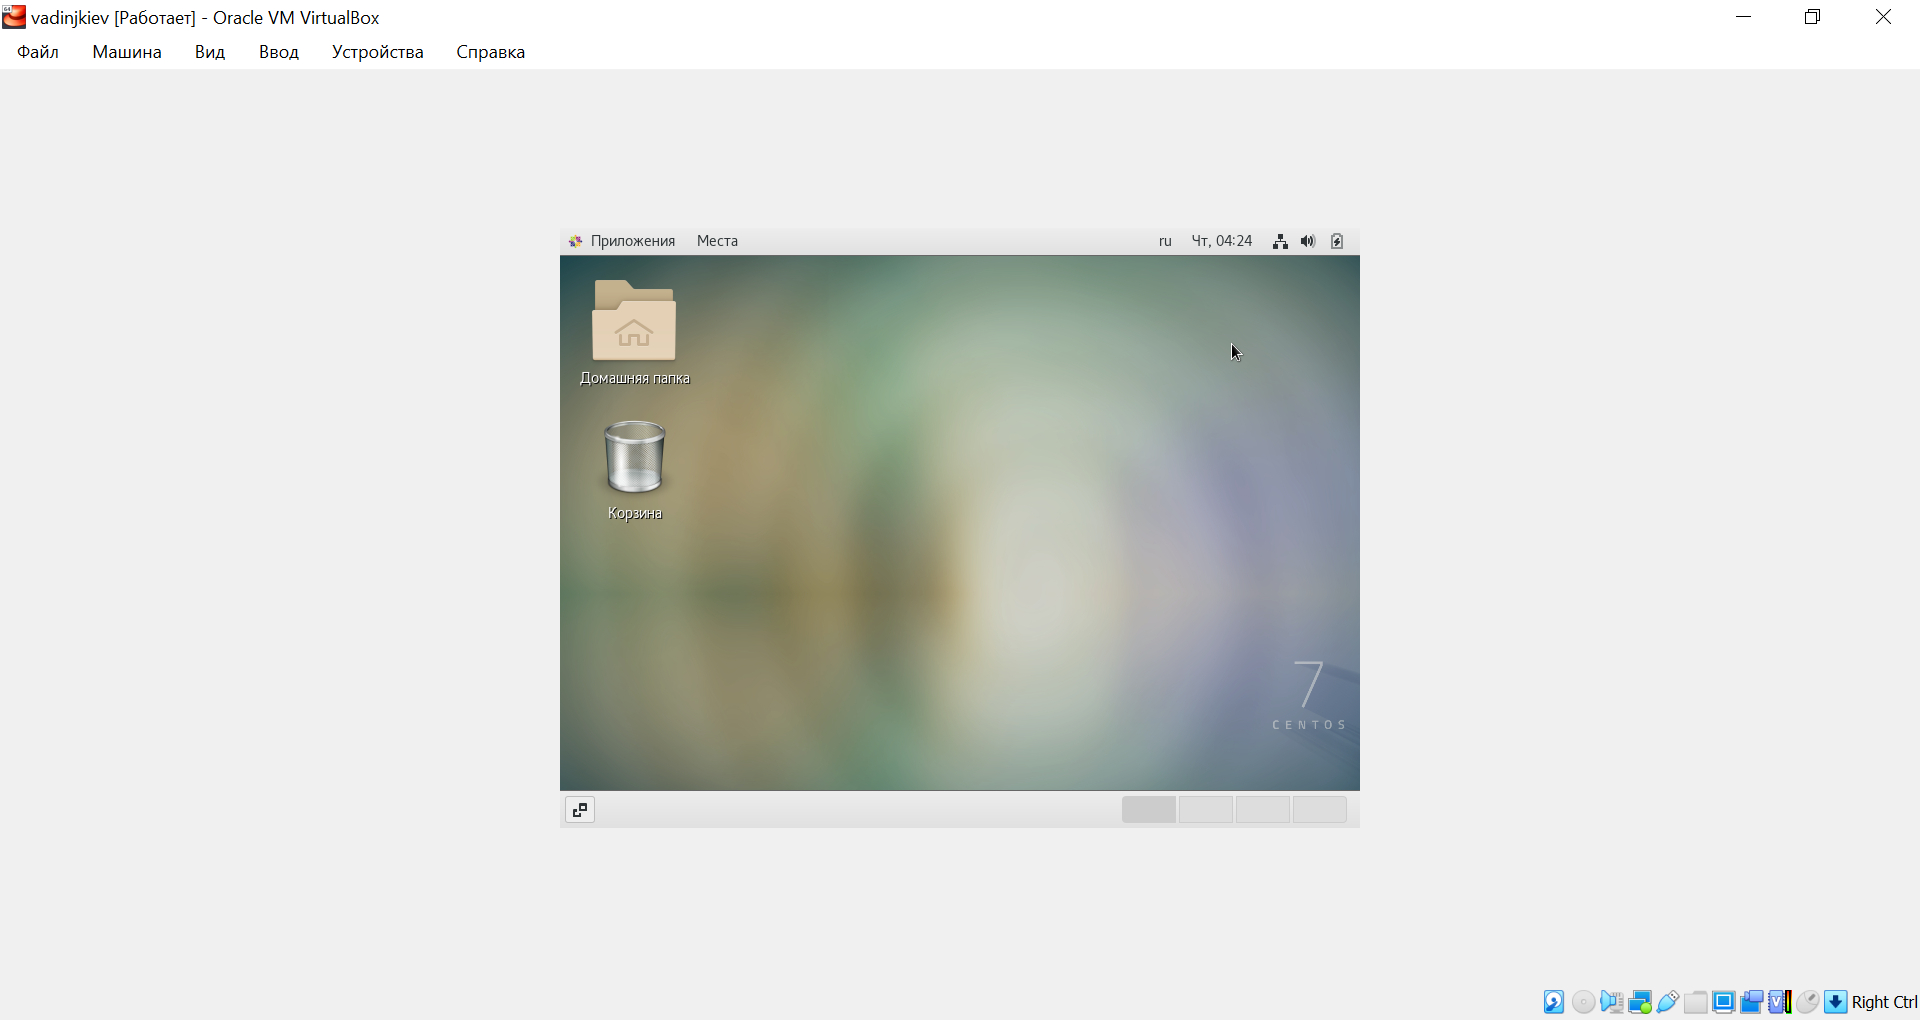 vadinjkiev [Работает] - Oracle VM VirtualBox
Файл Машина Вид Ввод Устройства Справка
Приложения Места ru Чт, 04:24
Домашняя папка
Корзина
7
CENTOS
Right Ctrl